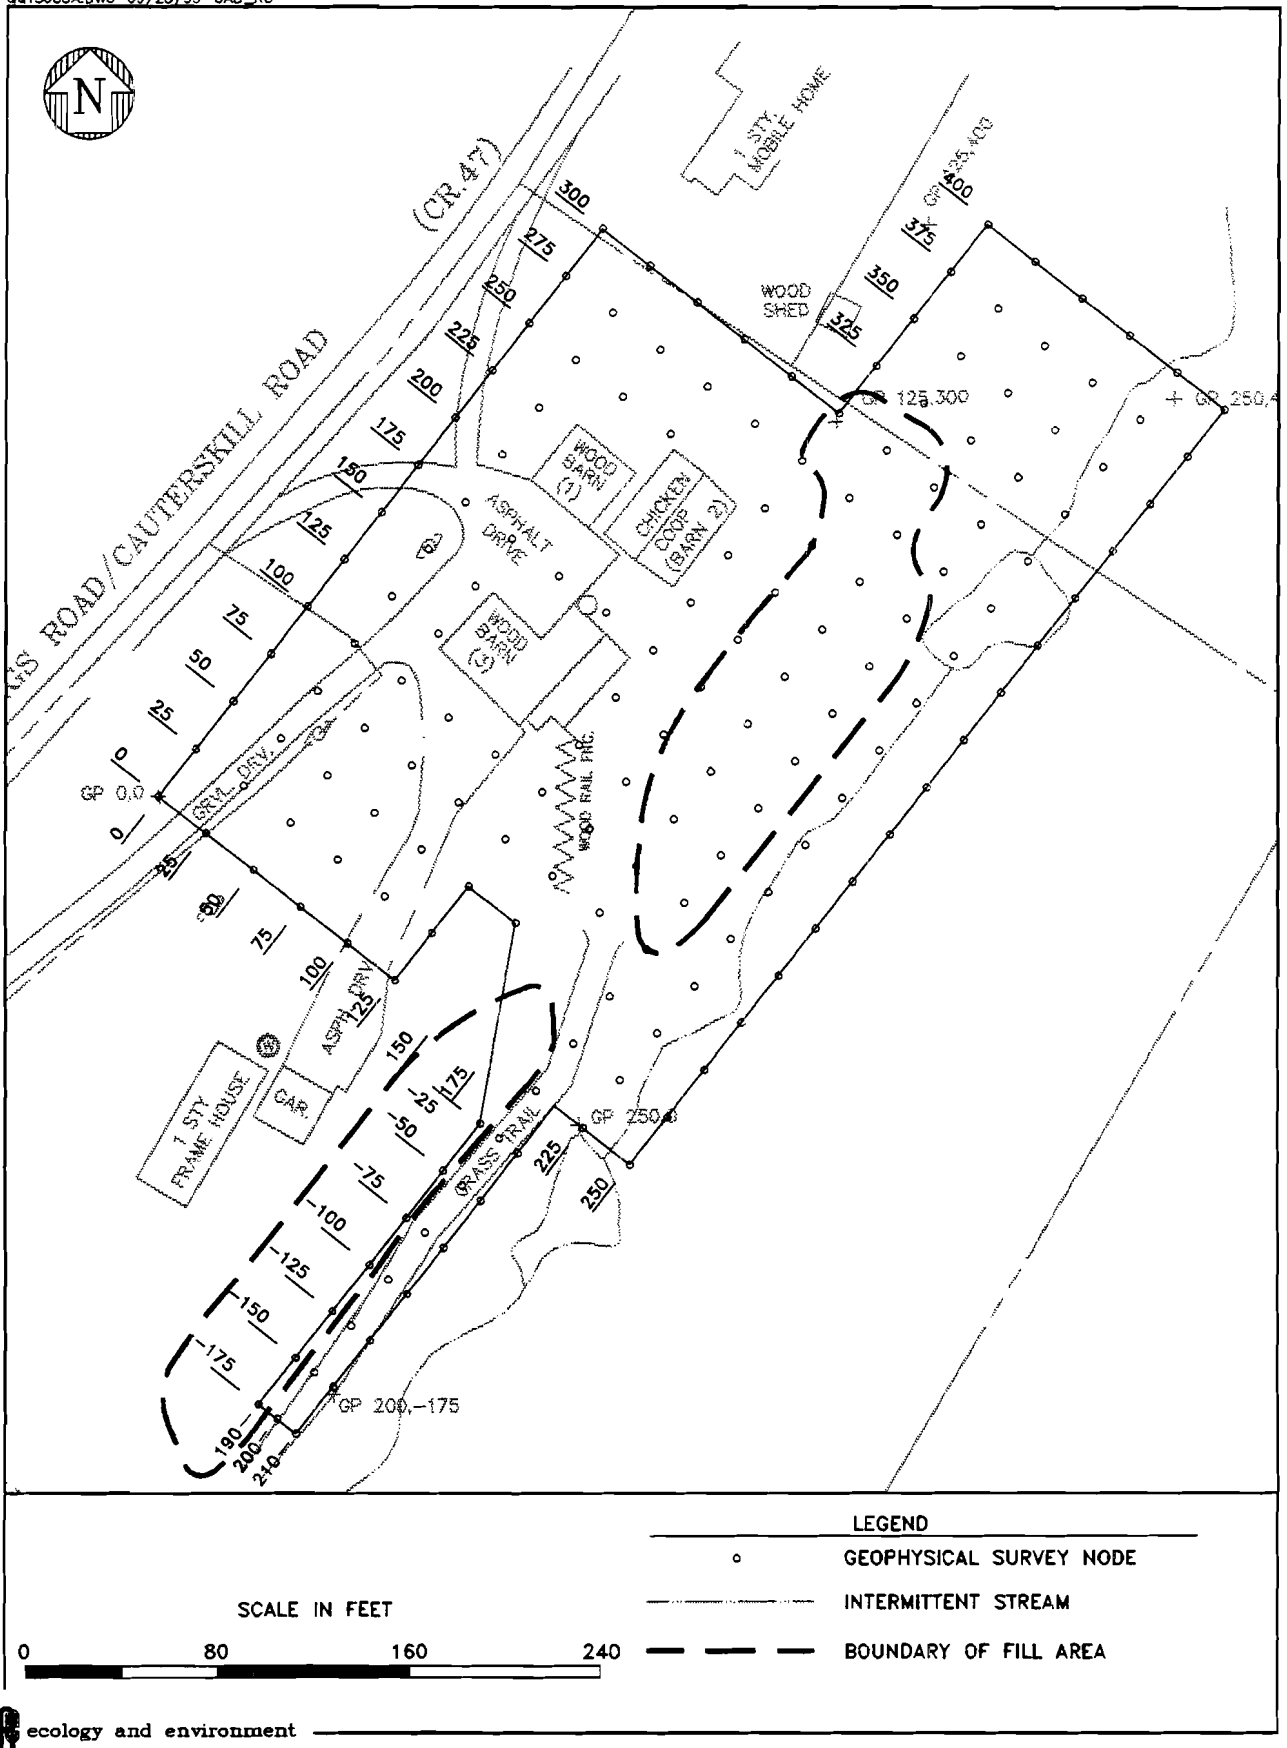 N
(CR.47)
GS ROAD/CAUTERSKILL ROAD
1 STY.
MOBILE HOME
GP 125,400
400
375
350
325
WOOD
SHED
300
275
250
225
200
175
150
125
100
75
50
25
0
GP 125,300
GP 250,4
WOOD
BARN
(1)
CHICKEN
COOP
(BARN 2)
ASPHALT
DRIVE
WOOD
BARN
(3)
WOOD RAIL FNC.
GP 0,0
GRVL. DRV.
0
25
50
75
100
125
150
175
ASPH. DRV.
1 STY
FRAME HOUSE
GAR.
-25
-50
-75
-100
-125
-150
-175
GRASS TRAIL
GP 250,0
225
250
GP 200,-175
190
200
210
LEGEND
GEOPHYSICAL SURVEY NODE
INTERMITTENT STREAM
BOUNDARY OF FILL AREA
SCALE IN FEET
0 80 160 240
ecology and environment